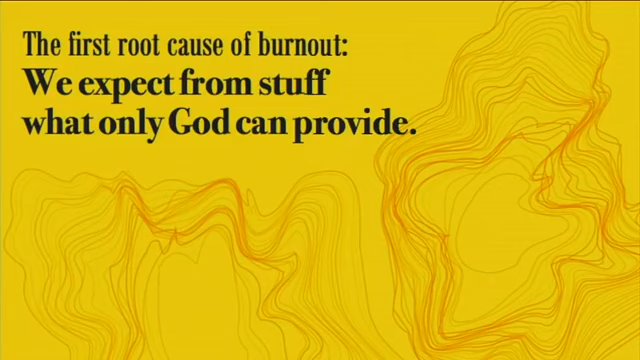 The first root cause of burnout:
We expect from stuff
what only God can provide.